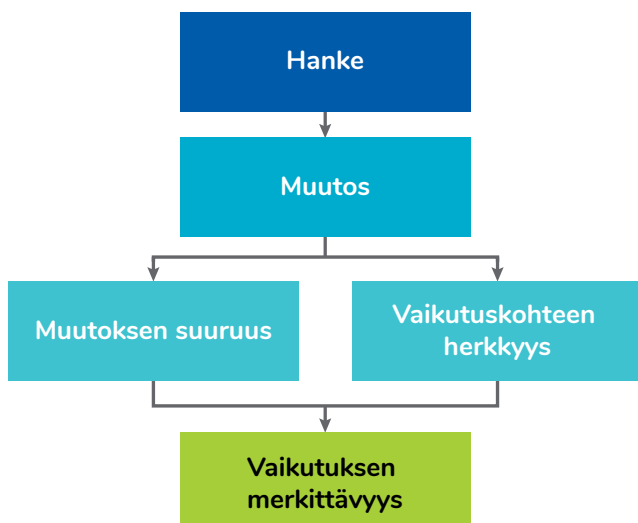 Hanke
Muutos
Muutoksen suuruus
Vaikutuskohteen
herkkyys
Vaikutuksen
merkittävyys